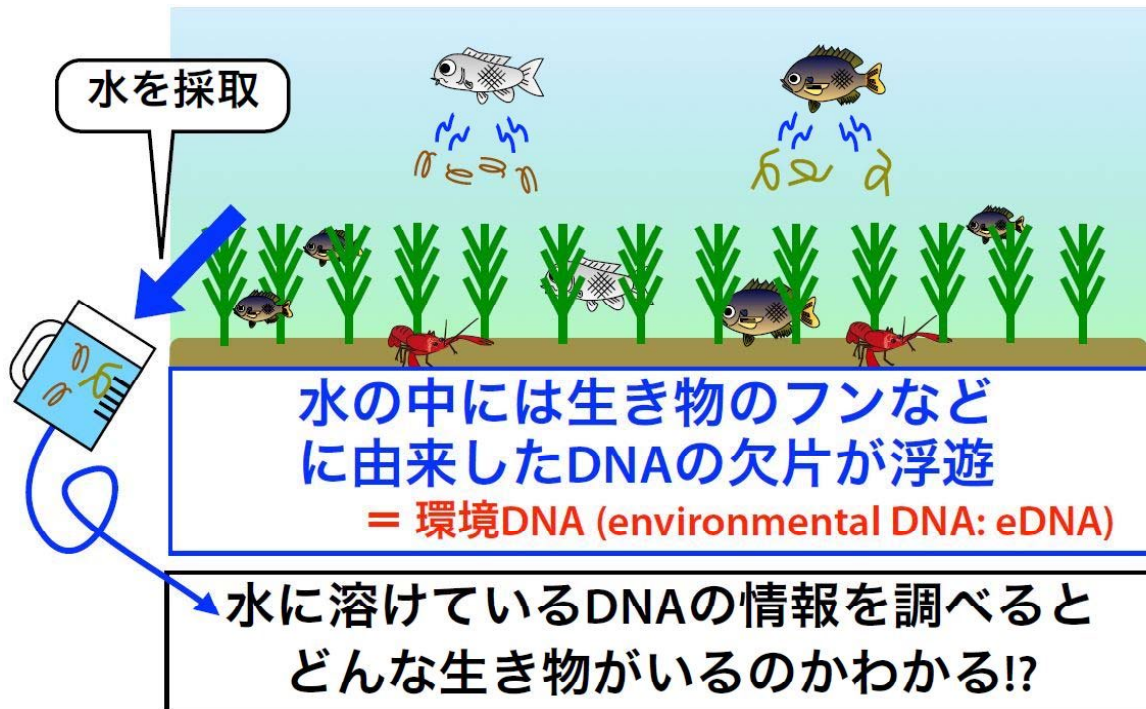 水を採取
水の中には生き物のフンなど
に由来したDNAの欠片が浮遊
= 環境DNA (environmental DNA: eDNA)
水に溶けているDNAの情報を調べると
どんな生き物がいるのかわかる!?